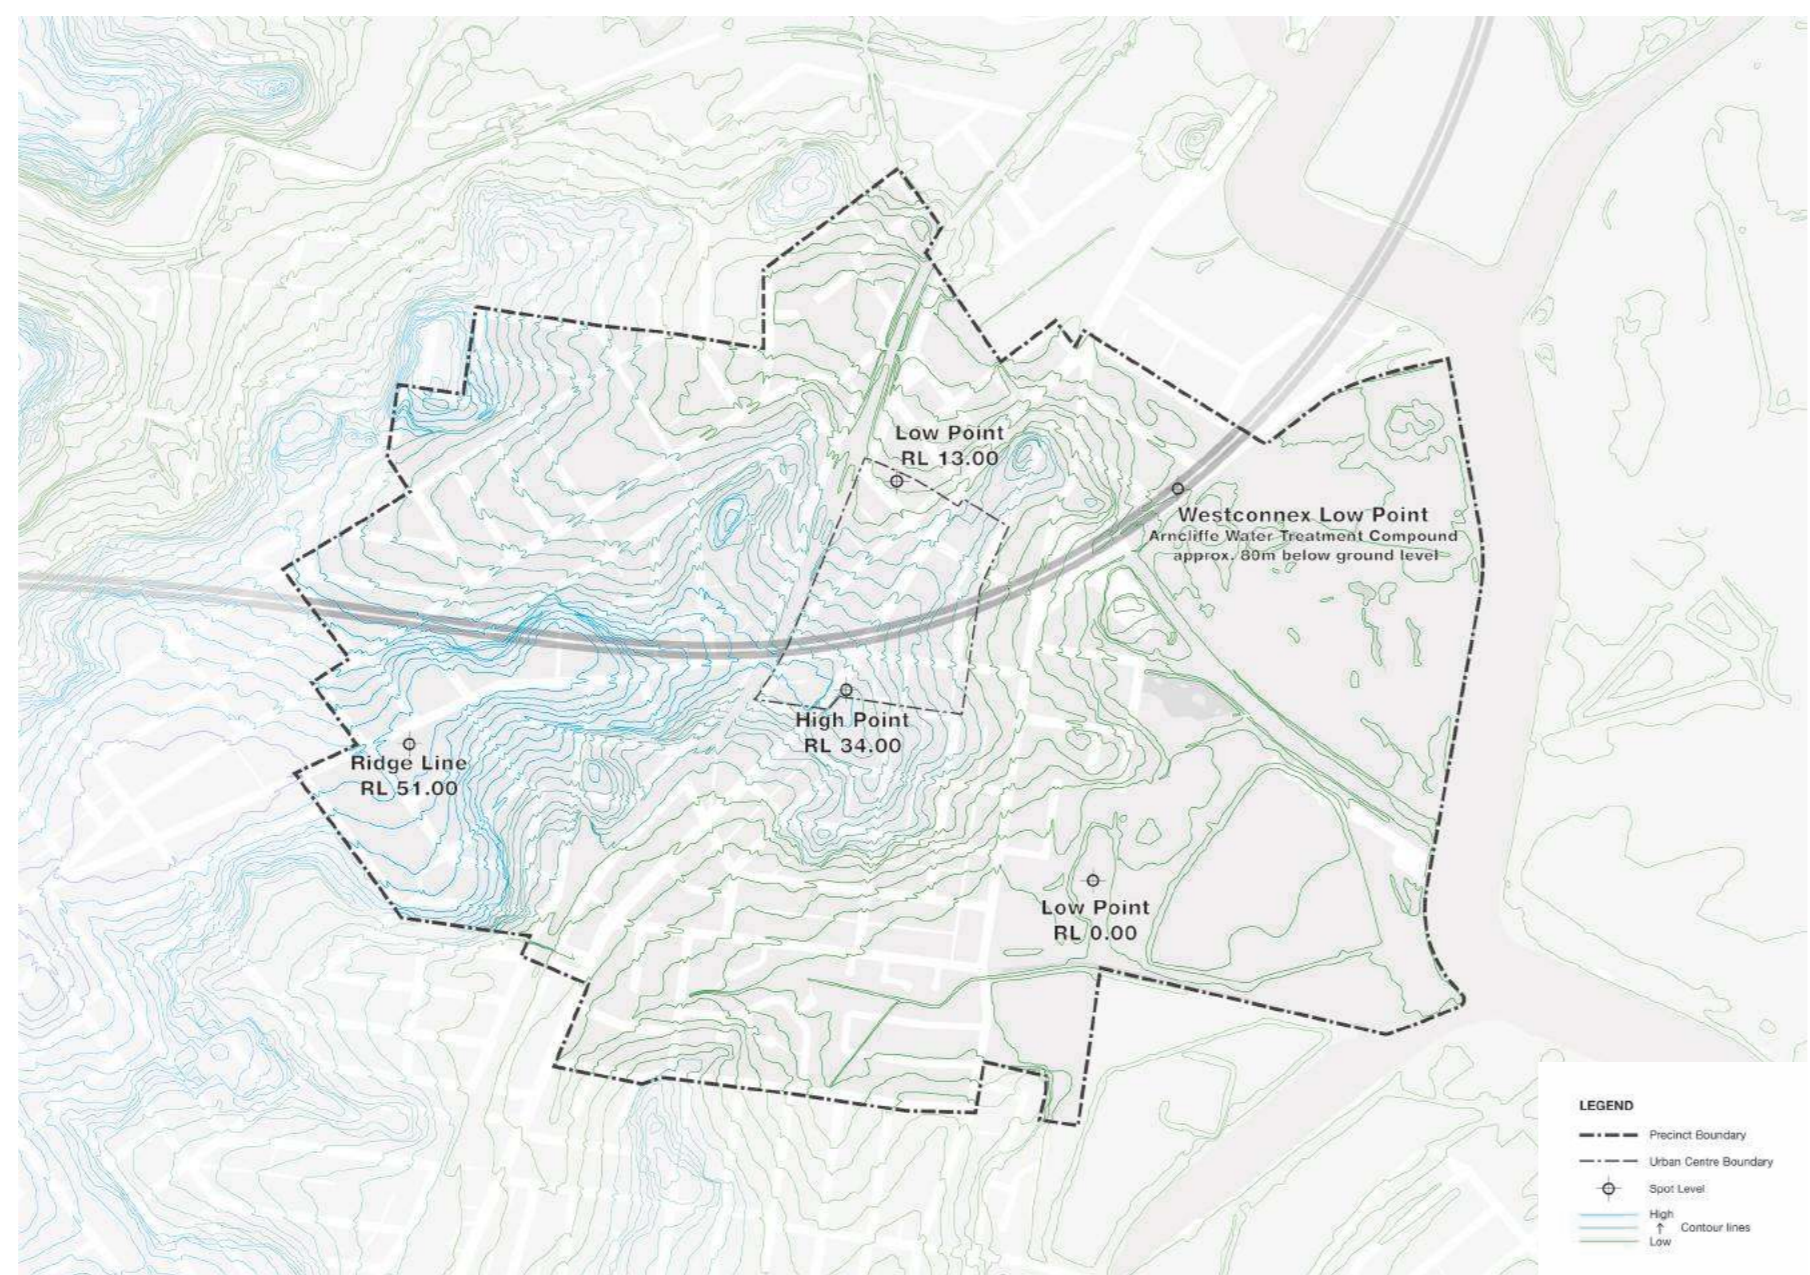 Low Point
RL 13.00
Westconnex Low Point
Arncliffe Water Treatment Compound
approx. 80m below ground level
High Point
RL 34.00
Ridge Line
RL 51.00
Low Point
RL 0.00
LEGEND
Precinct Boundary
Urban Centre Boundary
Spot Level
High
Contour lines
Low